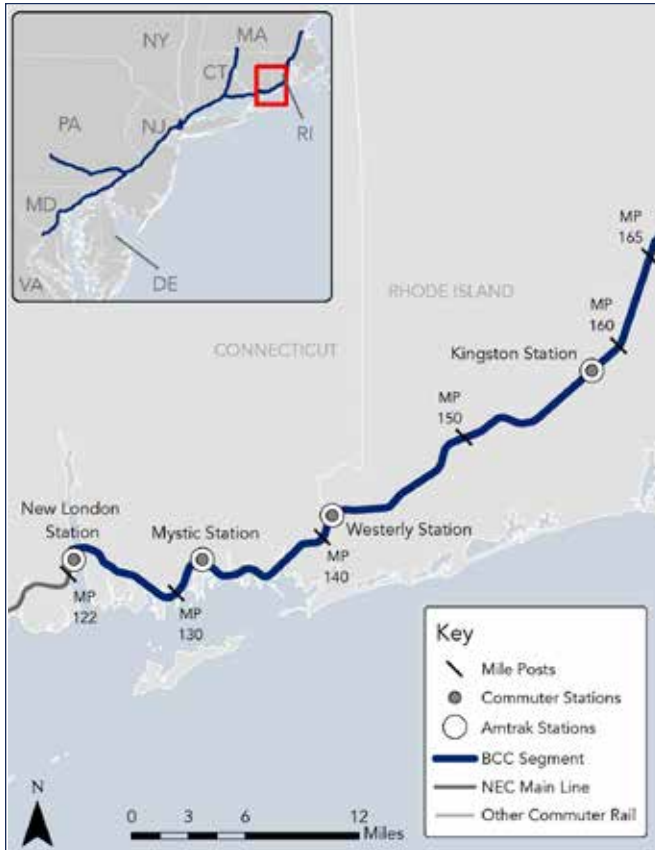 NY
MA
CT
PA
NJ
RI
MD
VA
DE
MP
165
RHODE ISLAND
MP
160
CONNECTICUT
Kingston Station
MP
150
New London
Station
Mystic Station
Westerly Station
MP
140
MP
122
MP
130
Key
Mile Posts
Commuter Stations
Amtrak Stations
BCC Segment
NEC Main Line
Other Commuter Rail
N
0 3 6 12
Miles